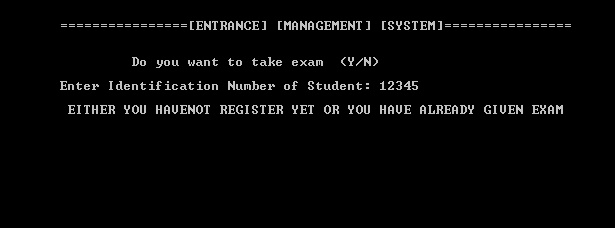 ================[ENTRANCE] [MANAGEMENT] [SYSTEM]================
Do you want to take exam  (Y/N)
Enter Identification Number of Student: 12345
EITHER YOU HAVENOT REGISTER YET OR YOU HAVE ALREADY GIVEN EXAM